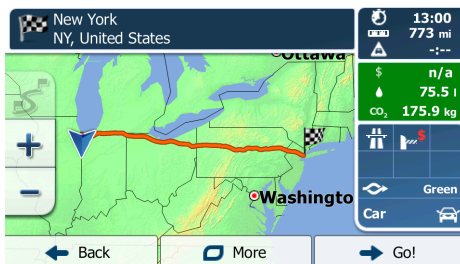 New York
NY, United States
13:00
773 mi
-:--
$ n/a
75.5 l
CO₂ 175.9 kg
$
Green
Car
Ottawa
Washingto
Back
More
Go!